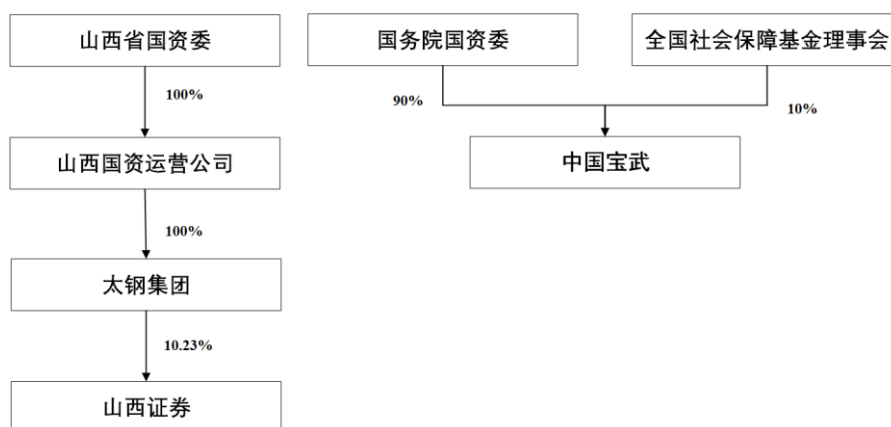 山西省国资委
国务院国资委
全国社会保障基金理事会
100%
90%
10%
山西国资运营公司
中国宝武
100%
太钢集团
10.23%
山西证券